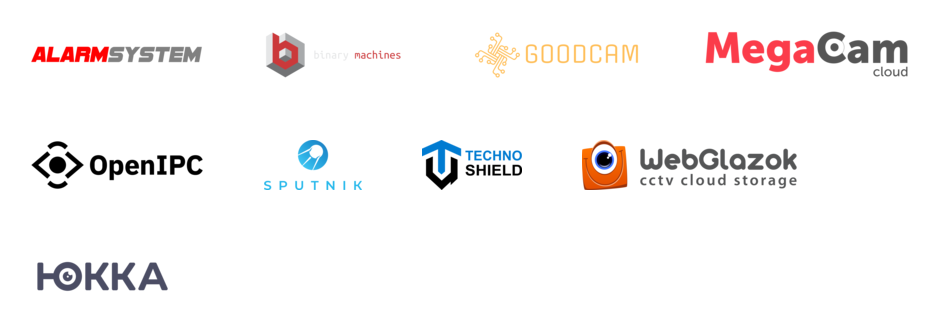 ALARMSYSTEM
binary machines
GOODCAM
MegaCam
cloud
OpenIPC
SPUTNIK
TECHNO
SHIELD
WebGlazok
cctv cloud storage
ЮККА